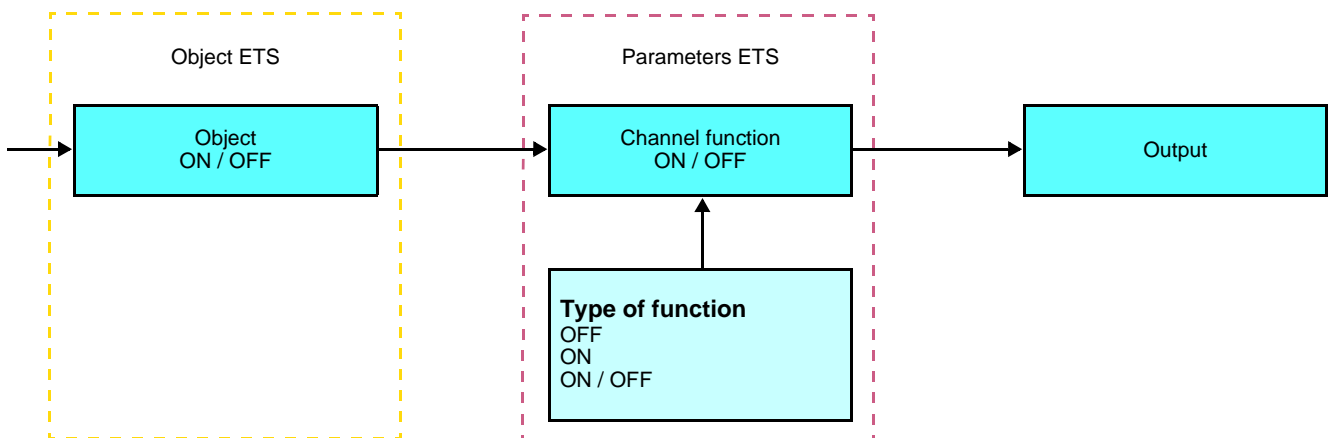 Object ETS
Parameters ETS
Object
ON / OFF
Channel function
ON / OFF
Output
Type of function
OFF
ON
ON / OFF